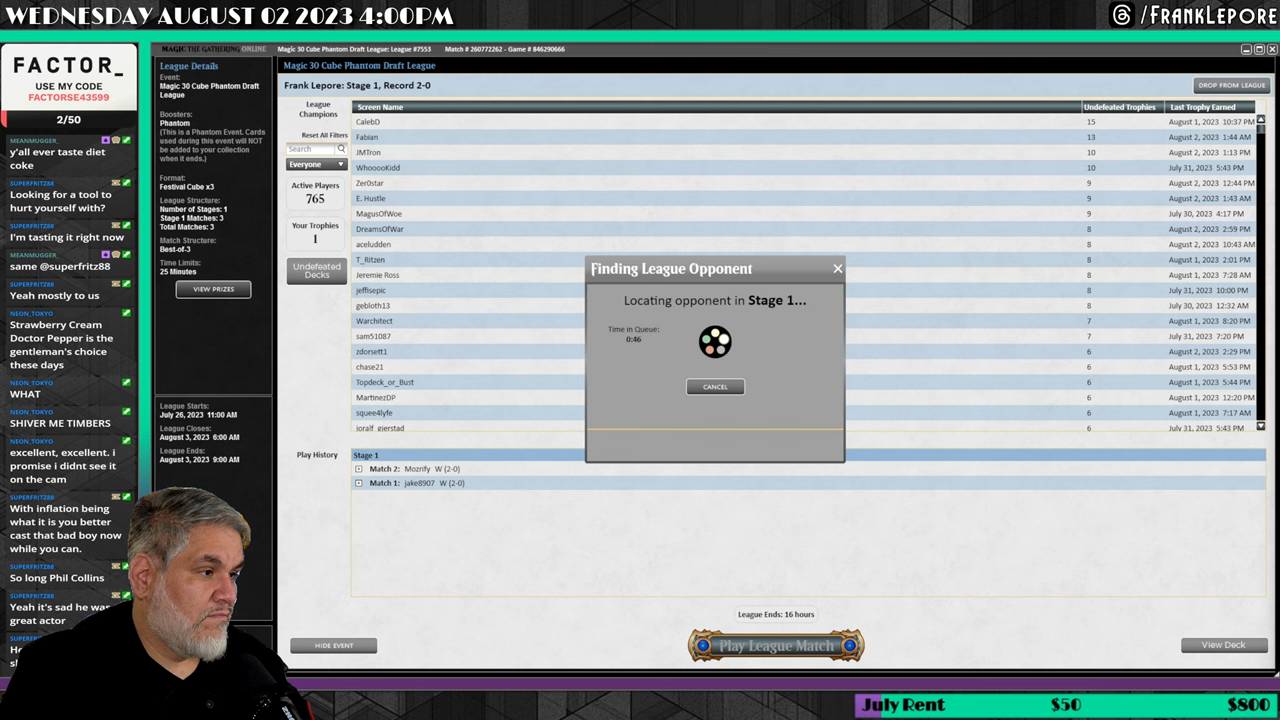 WEDNESDAY AUGUST 02 2023 4:00PM
/FRANKLEPORE
FACTOR_
USE MY CODE
FACTORSE43599
2/50
MEANMUGGER_
y'all ever taste diet
coke
SUPERFRITZ88
Looking for a tool to
hurt yourself with?
SUPERFRITZ88
I'm tasting it right now
MEANMUGGER_
same @superfritz88
SUPERFRITZ88
Yeah mostly to us
NEON_TOKYO
Strawberry Cream
Doctor Pepper is the
gentleman's choice
these days
NEON_TOKYO
WHAT
NEON_TOKYO
SHIVER ME TIMBERS
NEON_TOKYO
excellent, excellent. i
promise i didnt see it
on the cam
SUPERFRITZ88
With inflation being
what it is you better
cast that bad boy now
while you can.
SUPERFRITZ88
So long Phil Collins
SUPERFRITZ88
Yeah it's sad he was
great actor
MAGIC THE GATHERING ONLINE
Magic 30 Cube Phantom Draft League: League #7553
Match # 260772262 - Game # 846290666
League Details
Event:
Magic 30 Cube Phantom Draft
League
Boosters:
Phantom
(This is a Phantom Event. Cards
used during this event will NOT
be added to your collection
when it ends.)
Format:
Festival Cube x3
League Structure:
Number of Stages: 1
Stage 1 Matches: 3
Total Matches: 3
Match Structure:
Best-of-3
Time Limits:
25 Minutes
VIEW PRIZES
League Starts:
July 26, 2023 11:00 AM
League Closes:
August 3, 2023 6:00 AM
League Ends:
August 3, 2023 9:00 AM
Magic 30 Cube Phantom Draft League
Frank Lepore: Stage 1, Record 2-0
DROP FROM LEAGUE
League
Champions
Reset All Filters
Search
Everyone
Active Players
765
Your Trophies
1
Undefeated
Decks
Screen Name Undefeated Trophies Last Trophy Earned
CalebD 15 August 1, 2023 10:37 PM
Fabian 13 August 2, 2023 1:44 AM
JMTron 10 August 2, 2023 1:13 PM
WhooooKidd 10 July 31, 2023 5:43 PM
Zer0star 9 August 2, 2023 12:44 PM
E. Hustle 9 August 2, 2023 1:43 AM
MagusOfWoe 9 July 30, 2023 4:17 PM
DreamsOfWar 8 August 2, 2023 2:59 PM
aceludden 8 August 2, 2023 10:43 AM
T_Ritzen 8 August 1, 2023 2:01 PM
Jeremie Ross 8 August 1, 2023 7:28 AM
jeffisepic 8 July 31, 2023 10:00 PM
gebloth13 8 July 30, 2023 12:32 AM
Warchitect 7 August 1, 2023 8:20 PM
sam51087 7 July 31, 2023 7:20 PM
zdorsett1 6 August 2, 2023 2:29 PM
chase21 6 August 1, 2023 5:53 PM
Topdeck_or_Bust 6 August 1, 2023 5:44 PM
MartinezDP 6 August 1, 2023 12:20 PM
squee4lyfe 6 August 1, 2023 7:17 AM
joralf_gjerstad 6 July 31, 2023 5:43 PM
Finding League Opponent
Locating opponent in Stage 1...
Time in Queue:
0:46
CANCEL
Play History
Stage 1
Match 2: Moznfy W (2-0)
Match 1: jake8907 W (2-0)
League Ends: 16 hours
HIDE EVENT
Play League Match
View Deck
July Rent $50 $800